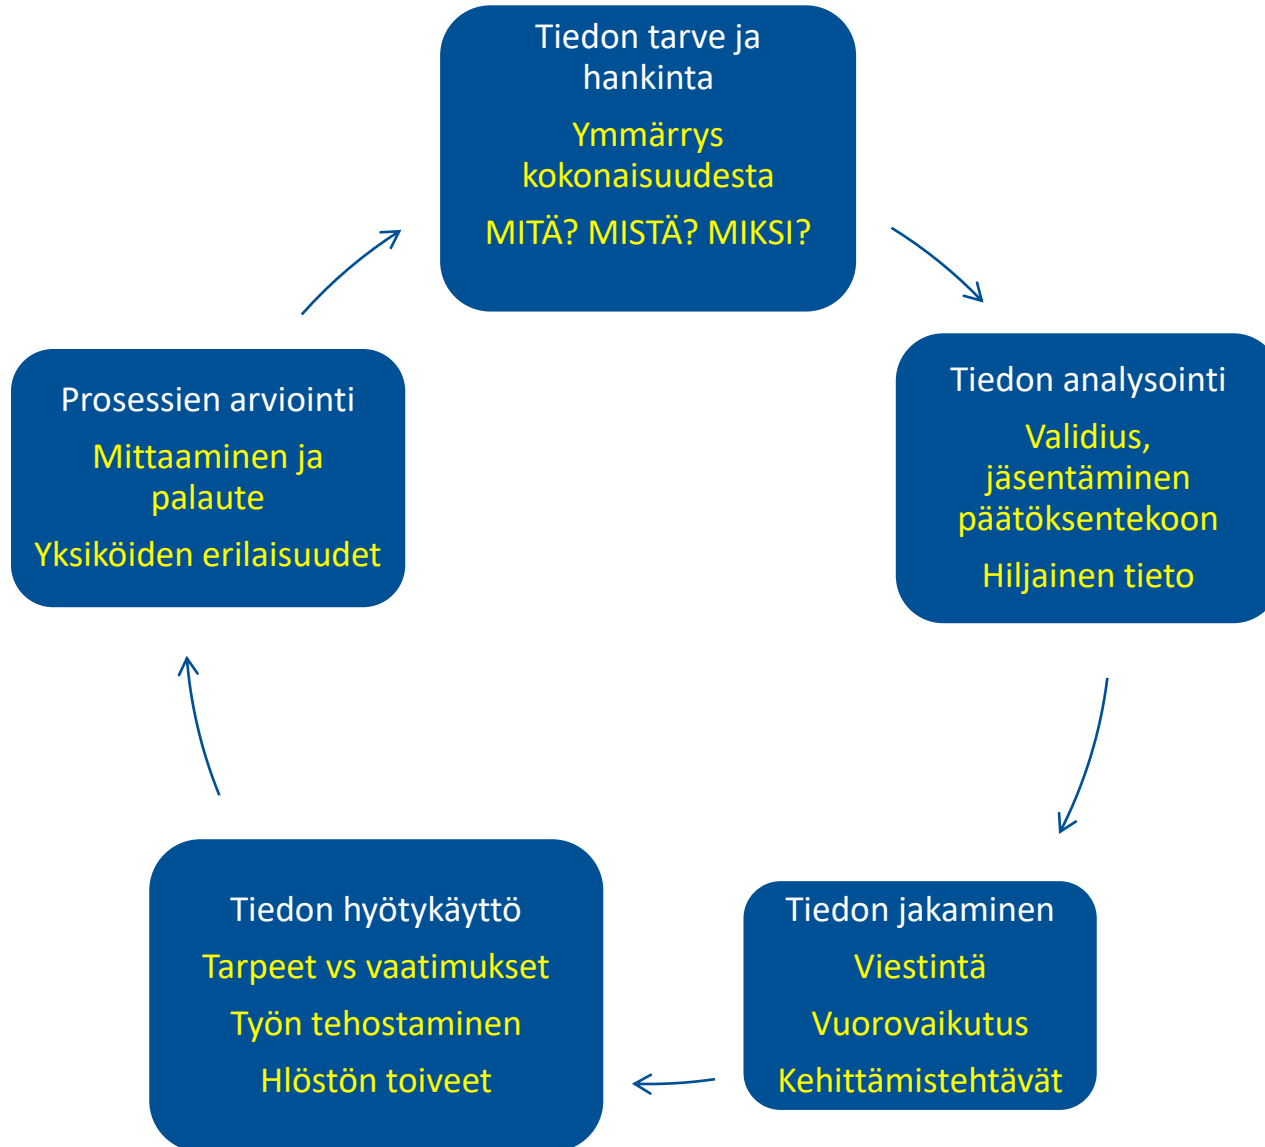 Tiedon tarve ja
hankinta
Ymmärrys
kokonaisuudesta
MITÄ? MISTÄ? MIKSI?
Tiedon analysointi
Validius,
jäsentäminen
päätöksentekoon
Hiljainen tieto
Tiedon jakaminen
Viestintä
Vuorovaikutus
Kehittämistehtävät
Tiedon hyötykäyttö
Tarpeet vs vaatimukset
Työn tehostaminen
Hlöstön toiveet
Prosessien arviointi
Mittaaminen ja
palaute
Yksiköiden erilaisuudet